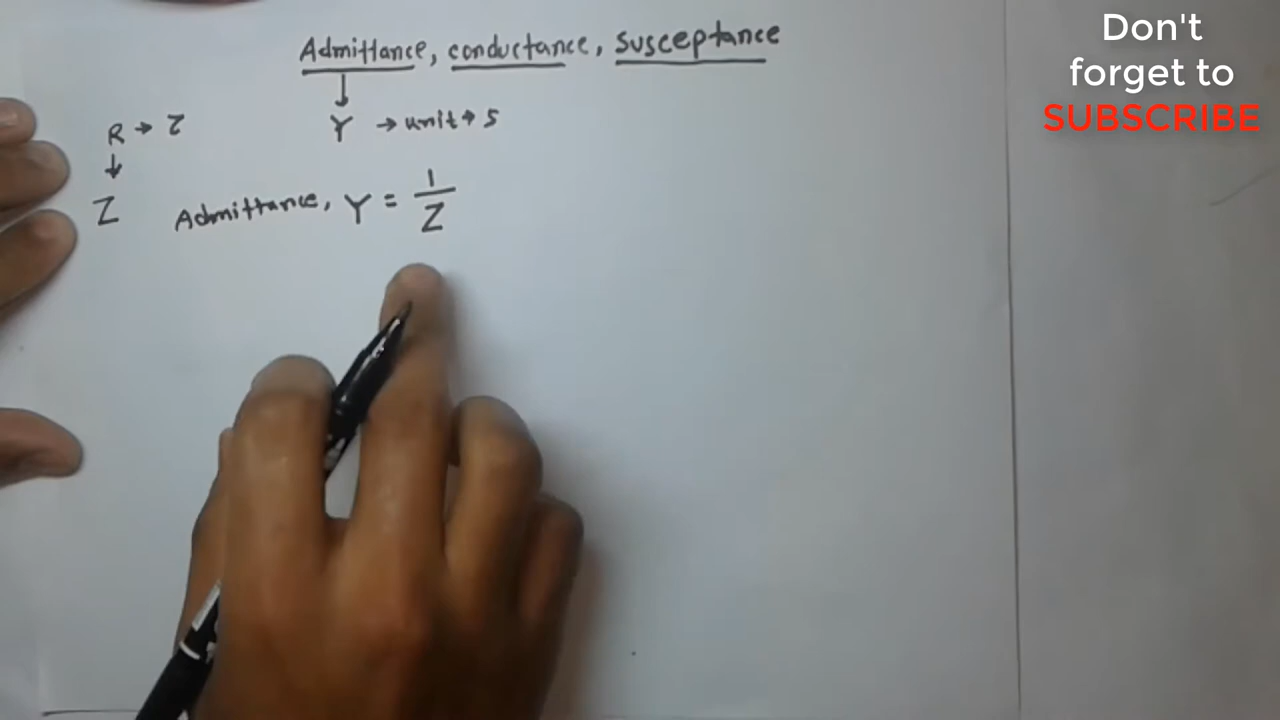 Admittance, conductance, susceptance
Y → unit → S
R → Z
Z
Admittance, Y = 1/Z
Don't
forget to
SUBSCRIBE